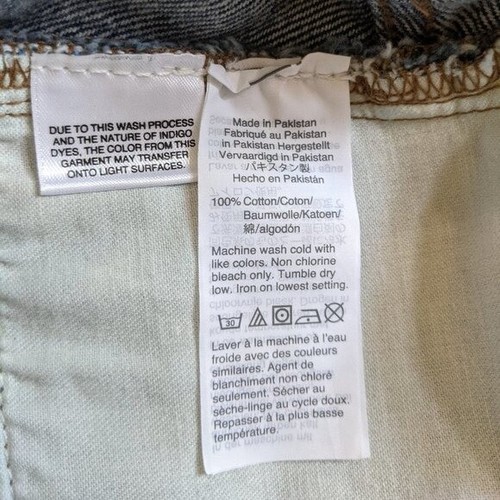 DUE TO THIS WASH PROCESS
AND THE NATURE OF INDIGO
DYES, THE COLOR FROM THIS
GARMENT MAY TRANSFER
ONTO LIGHT SURFACES.
Made in Pakistan
Fabriqué au Pakistan
in Pakistan Hergestellt
Vervaardigd in Pakistan
パキスタン製
Hecho en Pakistán
100% Cotton/Coton/
Baumwolle/Katoen/
綿/algodón
Machine wash cold with
like colors. Non chlorine
bleach only. Tumble dry
low. Iron on lowest setting.
30
Laver à la machine à l'eau
froide avec des couleurs
similaires. Agent de
blanchiment non chloré
seulement. Sécher au
sèche-linge au cycle doux.
Repasser à la plus basse
température.